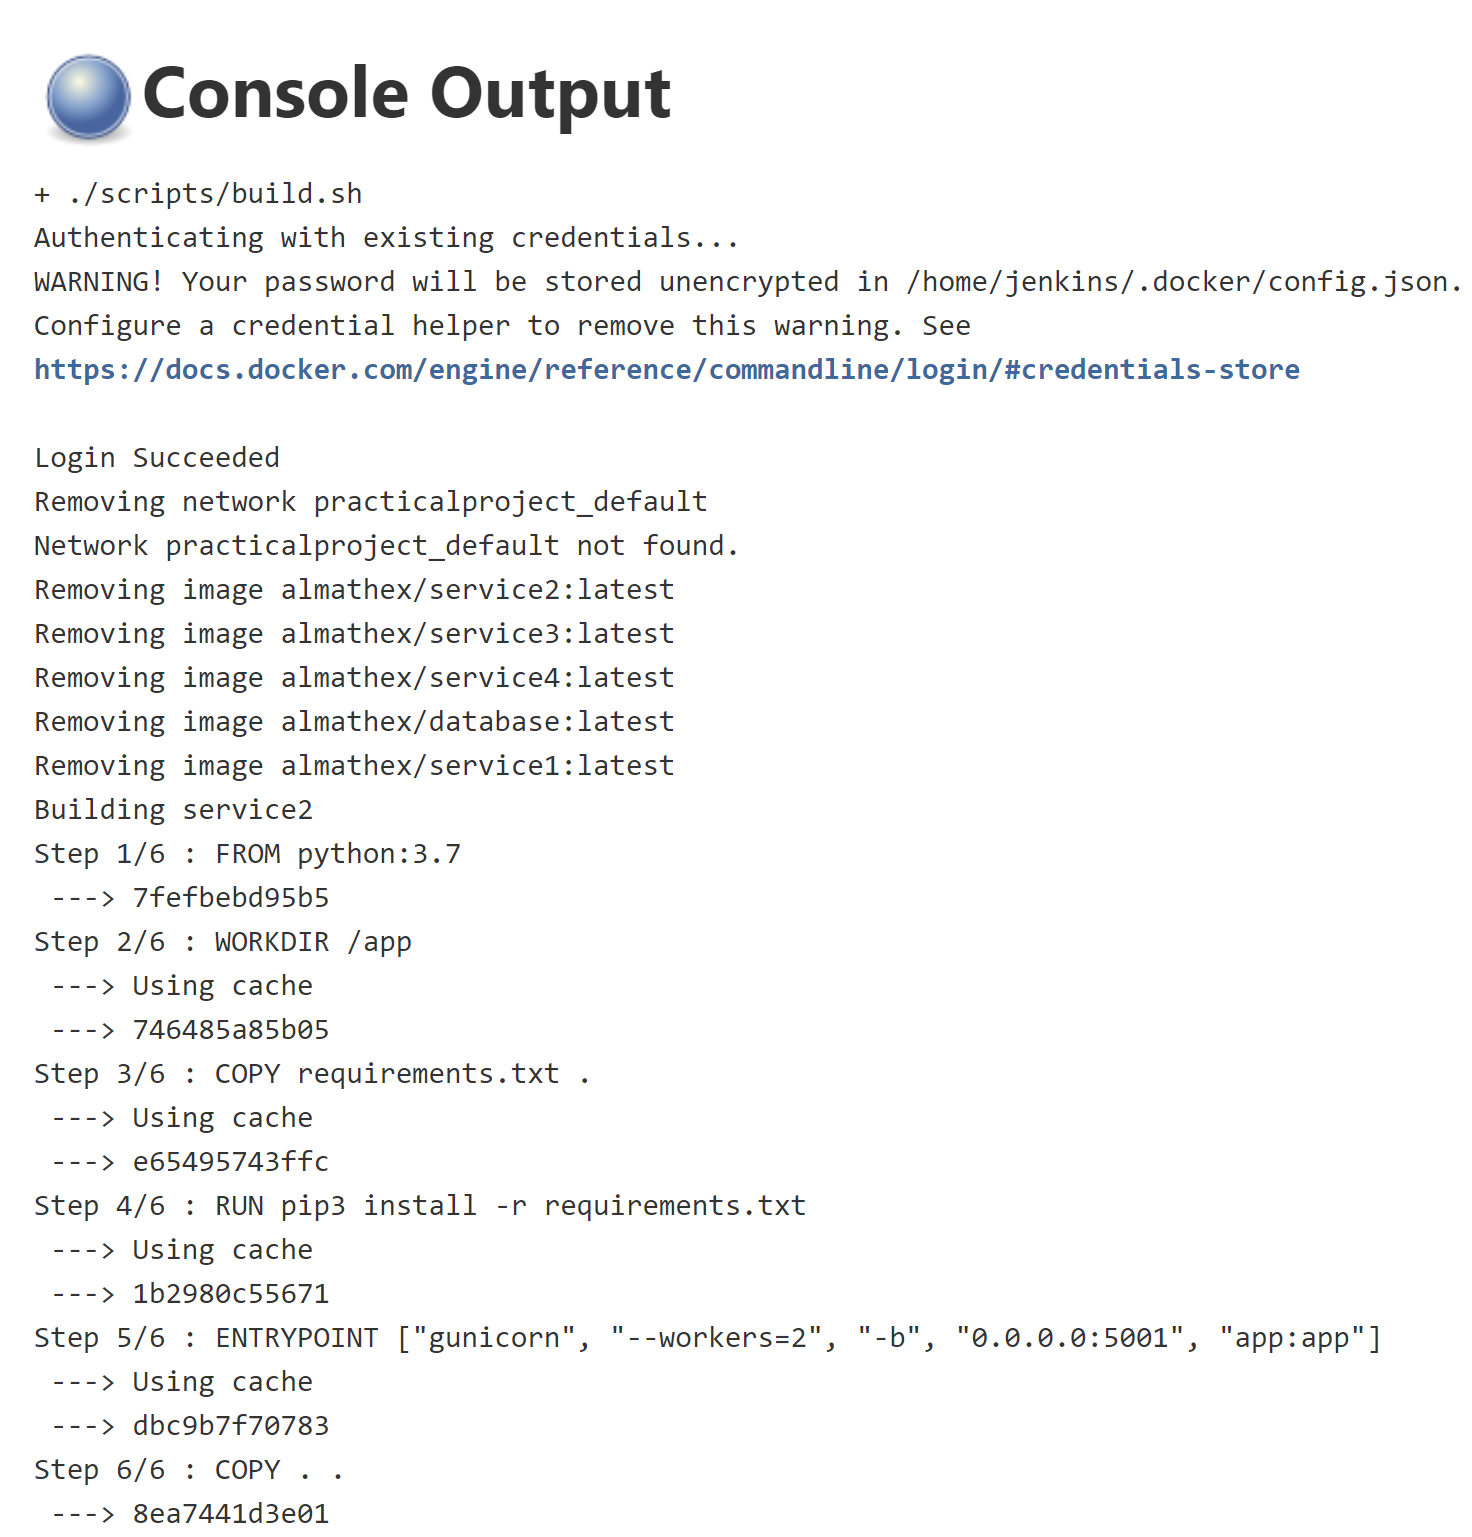 Console Output
+ ./scripts/build.sh
Authenticating with existing credentials...
WARNING! Your password will be stored unencrypted in /home/jenkins/.docker/config.json.
Configure a credential helper to remove this warning. See
https://docs.docker.com/engine/reference/commandline/login/#credentials-store
Login Succeeded
Removing network practicalproject_default
Network practicalproject_default not found.
Removing image almathex/service2:latest
Removing image almathex/service3:latest
Removing image almathex/service4:latest
Removing image almathex/database:latest
Removing image almathex/service1:latest
Building service2
Step 1/6 : FROM python:3.7
 ---> 7fefbebd95b5
Step 2/6 : WORKDIR /app
 ---> Using cache
 ---> 746485a85b05
Step 3/6 : COPY requirements.txt .
 ---> Using cache
 ---> e65495743ffc
Step 4/6 : RUN pip3 install -r requirements.txt
 ---> Using cache
 ---> 1b2980c55671
Step 5/6 : ENTRYPOINT ["gunicorn", "--workers=2", "-b", "0.0.0.0:5001", "app:app"]
 ---> Using cache
 ---> dbc9b7f70783
Step 6/6 : COPY . .
 ---> 8ea7441d3e01